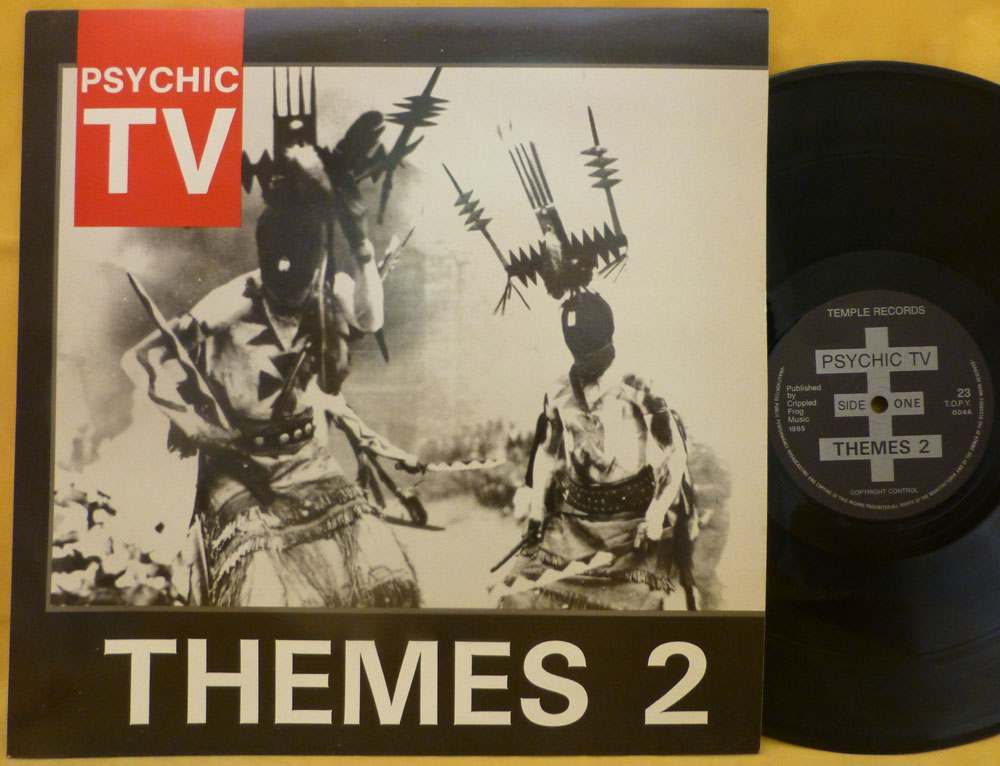 PSYCHIC
TV
THEMES 2
TEMPLE RECORDS
PSYCHIC TV
Published
by
Crippled
Frog
Music
1985
SIDE ONE
23
T.O.P.Y.
004A
THEMES 2
COPYRIGHT CONTROL